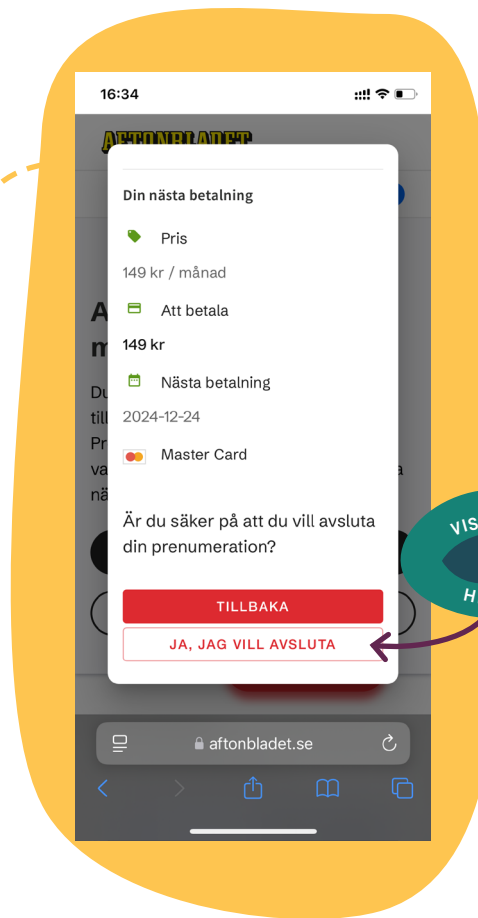 16:34
AFTONBLADET
Din nästa betalning
Pris
149 kr / månad
Att betala
149 kr
Nästa betalning
2024-12-24
Master Card
Är du säker på att du vill avsluta
din prenumeration?
TILLBAKA
JA, JAG VILL AVSLUTA
aftonbladet.se